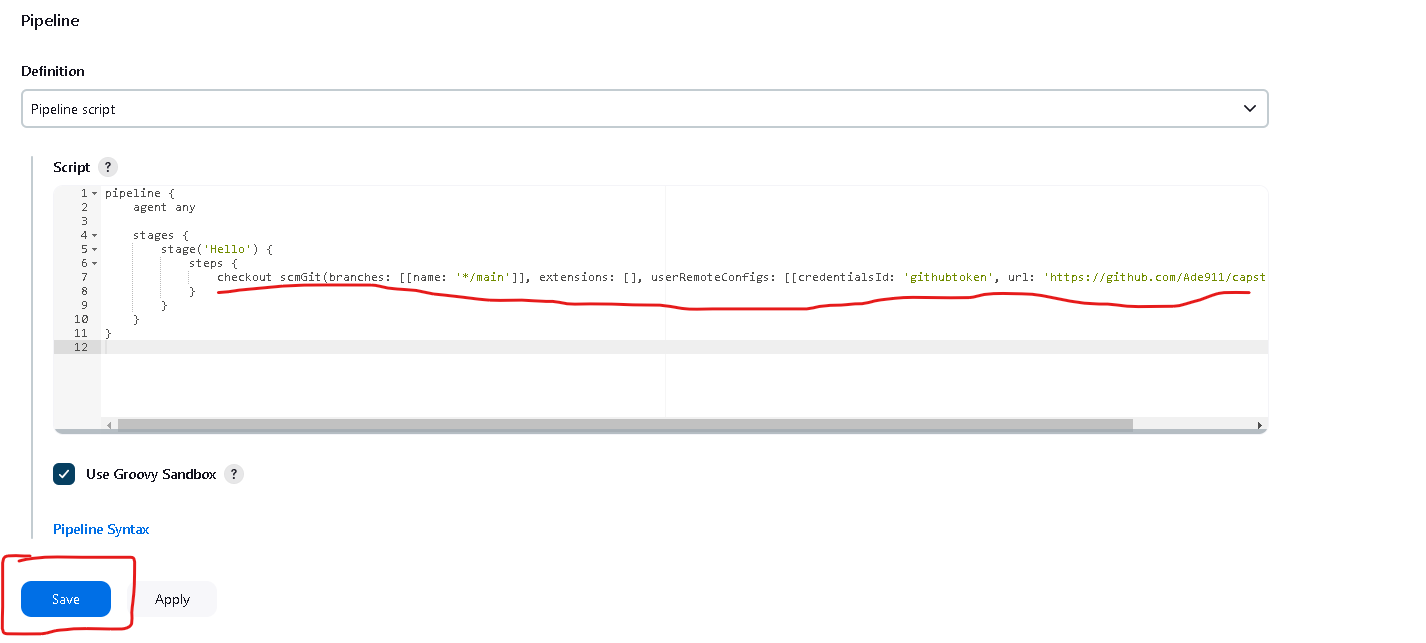 Pipeline
Definition
Pipeline script
Script ?
1 pipeline {
2     agent any
3
4     stages {
5         stage('Hello') {
6             steps {
7                 checkout scmGit(branches: [[name: '*/main']], extensions: [], userRemoteConfigs: [[credentialsId: 'githubtoken', url: 'https://github.com/Ade911/capst
8             }
9         }
10     }
11 }
12
Use Groovy Sandbox ?
Pipeline Syntax
Save Apply